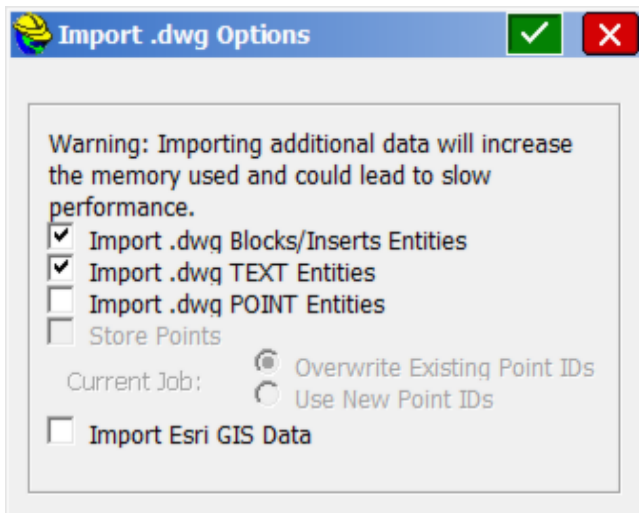 Import .dwg Options
Warning: Importing additional data will increase
the memory used and could lead to slow
performance.
Import .dwg Blocks/Inserts Entities
Import .dwg TEXT Entities
Import .dwg POINT Entities
Store Points
Current Job:
Overwrite Existing Point IDs
Use New Point IDs
Import Esri GIS Data